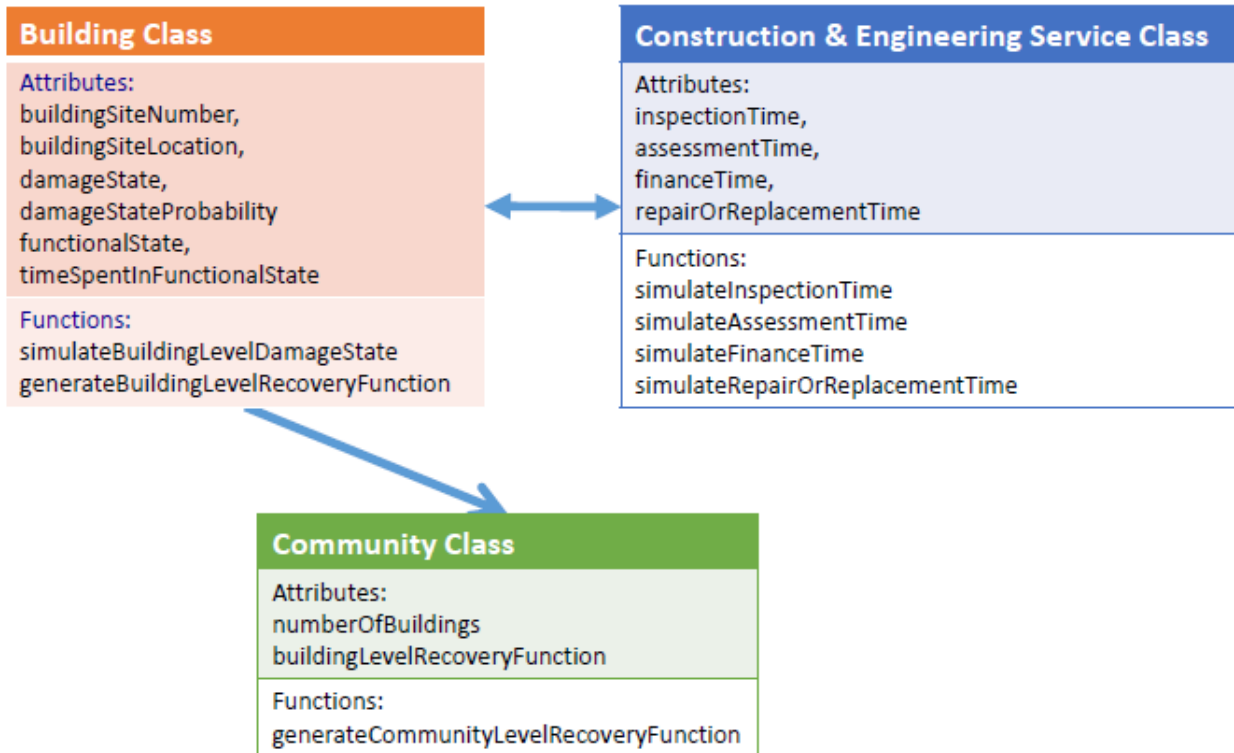 Building Class
Attributes:
buildingSiteNumber,
buildingSiteLocation,
damageState,
damageStateProbability
functionalState,
timeSpentInFunctionalState
Functions:
simulateBuildingLevelDamageState
generateBuildingLevelRecoveryFunction
Construction & Engineering Service Class
Attributes:
inspectionTime,
assessmentTime,
financeTime,
repairOrReplacementTime
Functions:
simulateInspectionTime
simulateAssessmentTime
simulateFinanceTime
simulateRepairOrReplacementTime
Community Class
Attributes:
numberOfBuildings
buildingLevelRecoveryFunction
Functions:
generateCommunityLevelRecoveryFunction